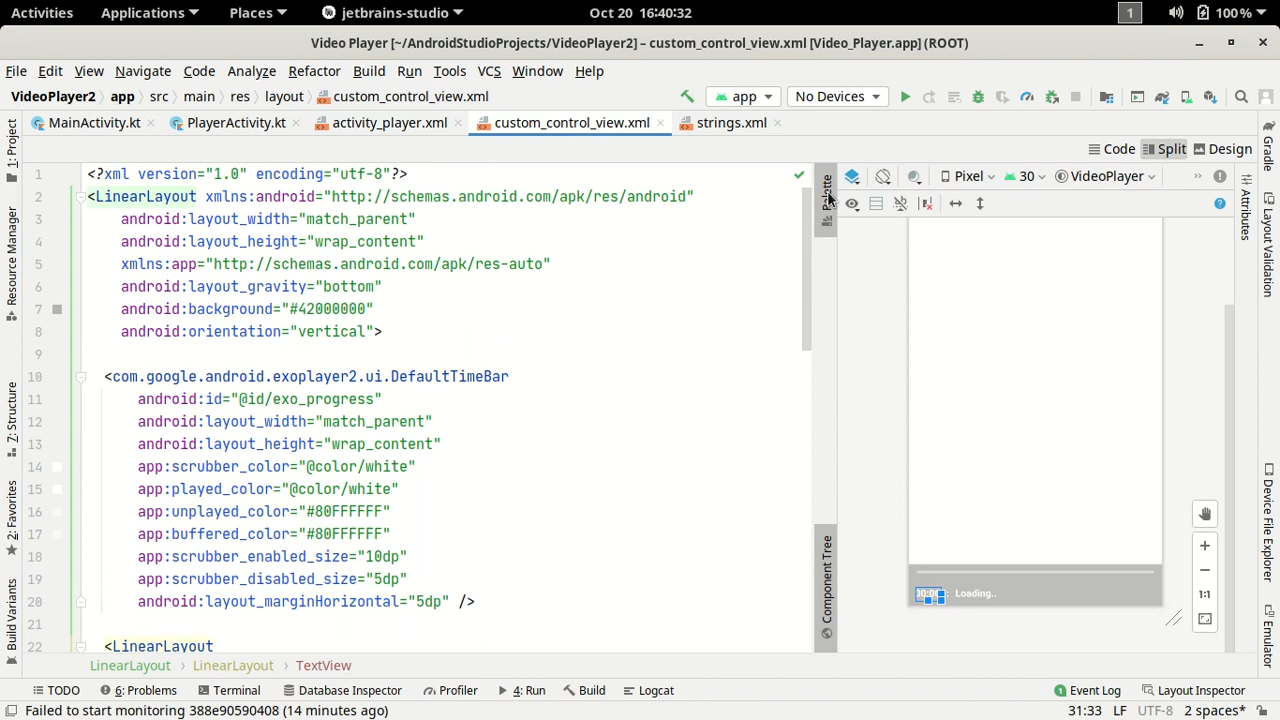 Activities Applications Places jetbrains-studio Oct 20 16:40:32 1 100%
Video Player [~/AndroidStudioProjects/VideoPlayer2] – custom_control_view.xml [Video_Player.app] (ROOT)
File Edit View Navigate Code Analyze Refactor Build Run Tools VCS Window Help
VideoPlayer2 app src main res layout custom_control_view.xml app No Devices
MainActivity.kt PlayerActivity.kt activity_player.xml custom_control_view.xml strings.xml
Code Split Design
1: Project
Resource Manager
Z: Structure
2: Favorites
Build Variants
1 <?xml version="1.0" encoding="utf-8"?>
2 <LinearLayout xmlns:android="http://schemas.android.com/apk/res/android"
3 android:layout_width="match_parent"
4 android:layout_height="wrap_content"
5 xmlns:app="http://schemas.android.com/apk/res-auto"
6 android:layout_gravity="bottom"
7 android:background="#42000000"
8 android:orientation="vertical">
9
10 <com.google.android.exoplayer2.ui.DefaultTimeBar
11 android:id="@id/exo_progress"
12 android:layout_width="match_parent"
13 android:layout_height="wrap_content"
14 app:scrubber_color="@color/white"
15 app:played_color="@color/white"
16 app:unplayed_color="#80FFFFFF"
17 app:buffered_color="#80FFFFFF"
18 app:scrubber_enabled_size="10dp"
19 app:scrubber_disabled_size="5dp"
20 android:layout_marginHorizontal="5dp" />
21
22 <LinearLayout
Palette
Component Tree
Pixel 30 VideoPlayer »
Loading..
1:1
Attributes
Gradle
Layout Validation
Device File Explorer
Emulator
LinearLayout › LinearLayout › TextView
TODO 6: Problems Terminal Database Inspector Profiler 4: Run Build Logcat 1 Event Log Layout Inspector
Failed to start monitoring 388e90590408 (14 minutes ago) 31:33 LF UTF-8 2 spaces*